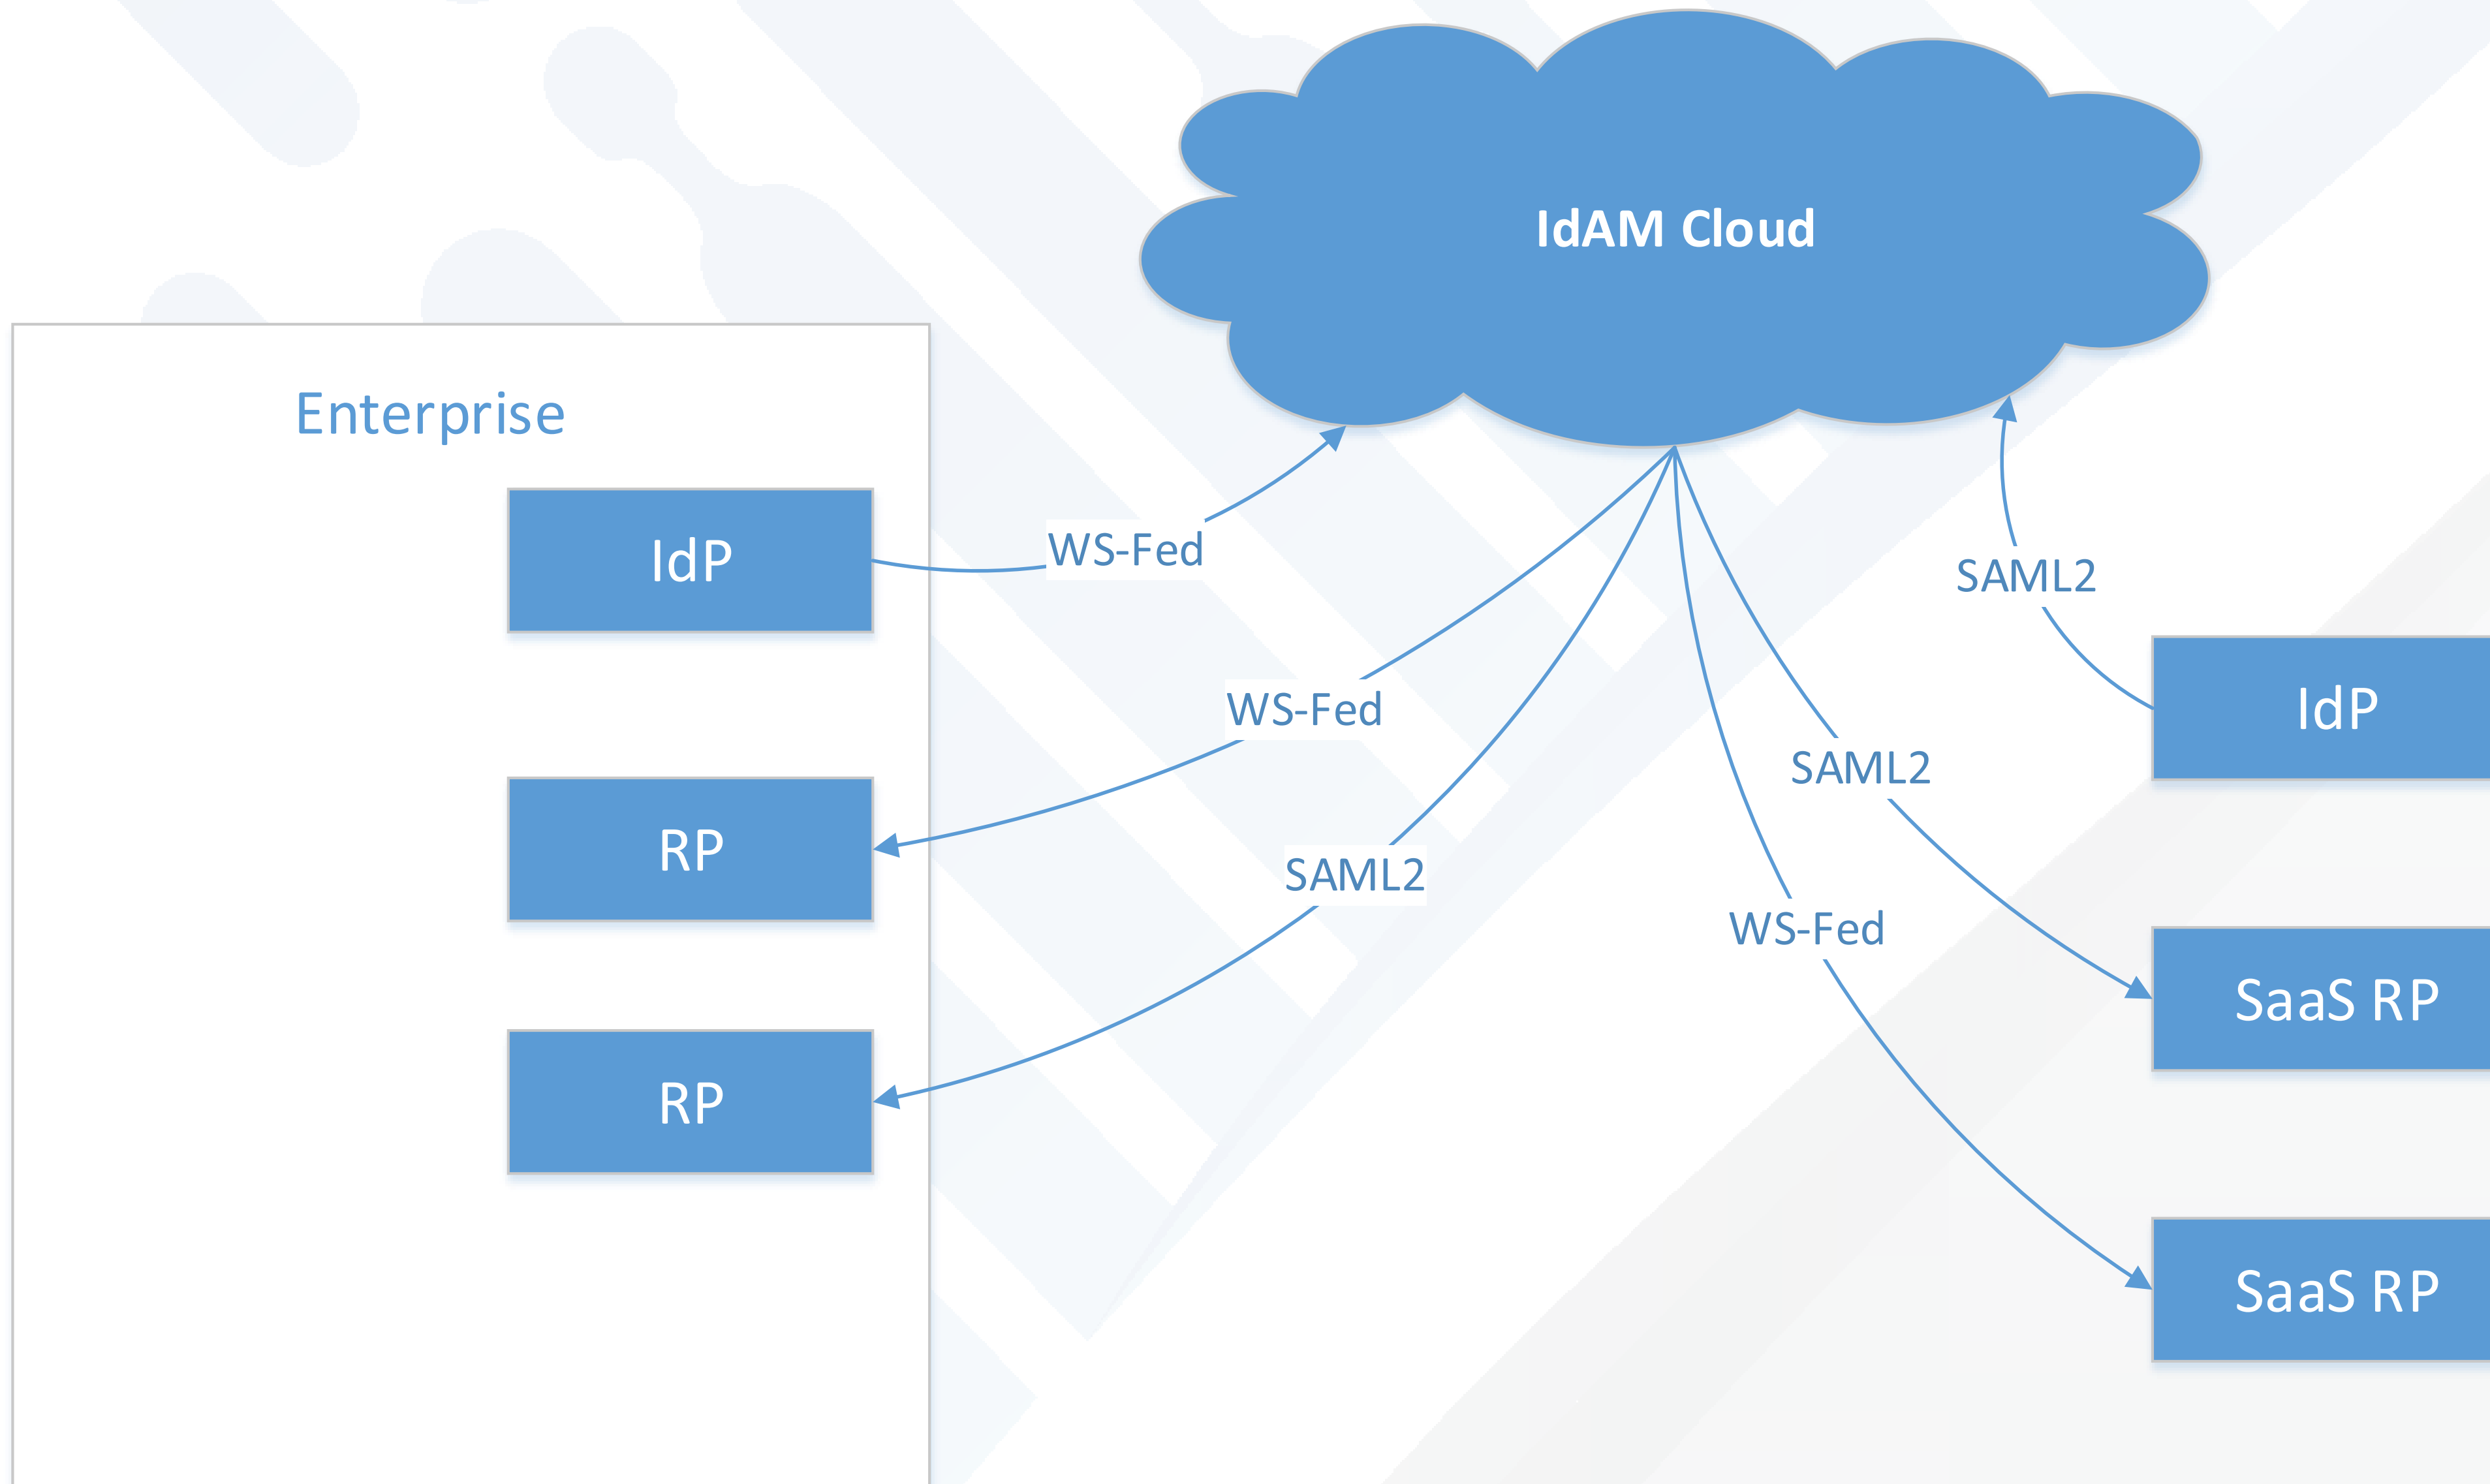 IdAM Cloud
Enterprise
IdP
WS-Fed
SAML2
IdP
WS-Fed
SAML2
RP
SAML2
WS-Fed
SaaS RP
RP
SaaS RP